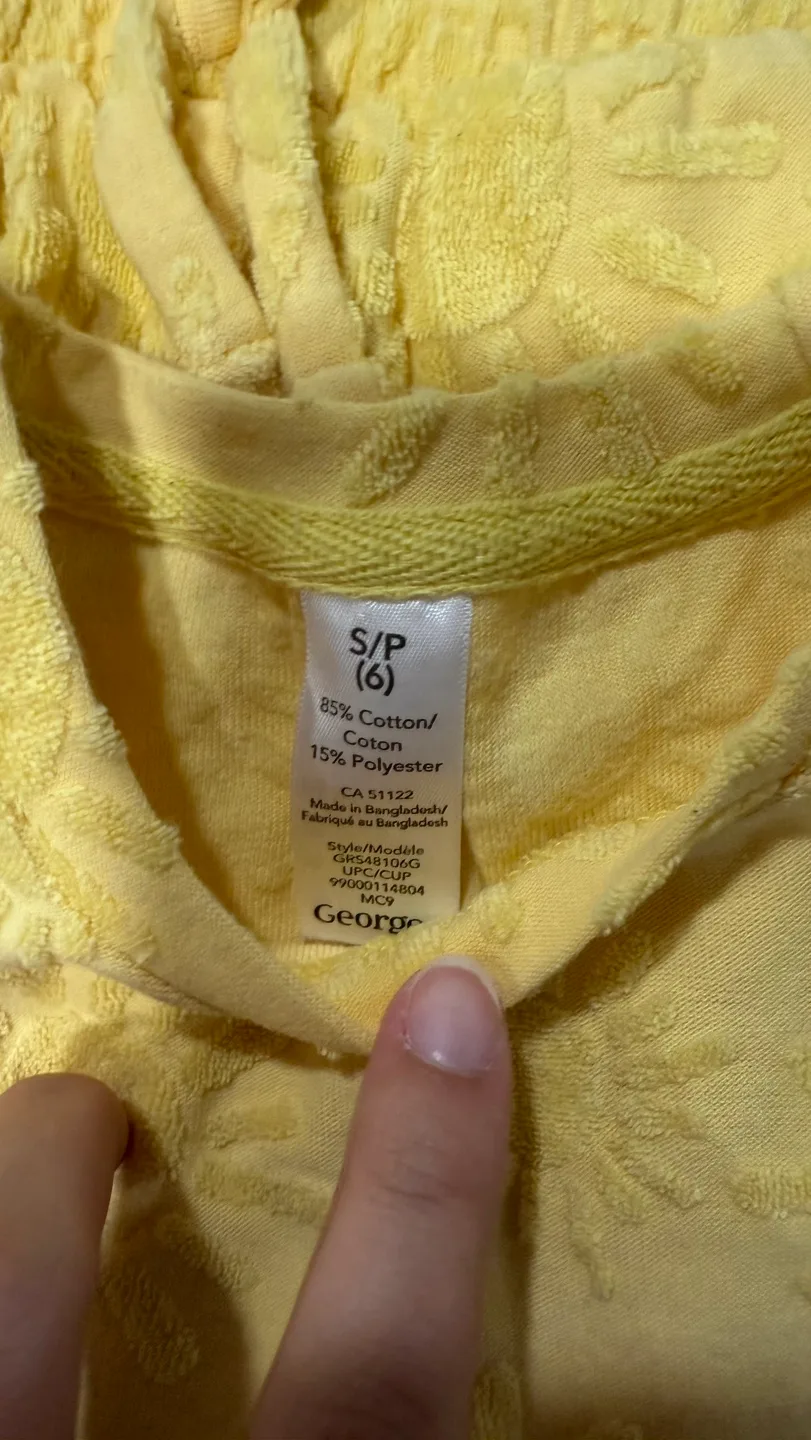 S/P
(6)
85% Cotton/
Coton
15% Polyester
CA 51122
Made in Bangladesh/
Fabriqué au Bangladesh
Style/Modèle
GRS48106G
UPC/CUP
99000114804
MC9
George